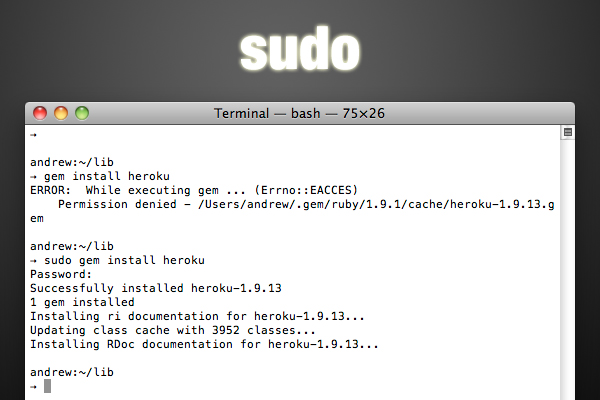 sudo
Terminal — bash — 75×26
→
andrew:~/lib
→ gem install heroku
ERROR:  While executing gem ... (Errno::EACCES)
    Permission denied - /Users/andrew/.gem/ruby/1.9.1/cache/heroku-1.9.13.g
em
andrew:~/lib
→ sudo gem install heroku
Password:
Successfully installed heroku-1.9.13
1 gem installed
Installing ri documentation for heroku-1.9.13...
Updating class cache with 3952 classes...
Installing RDoc documentation for heroku-1.9.13...
andrew:~/lib
→